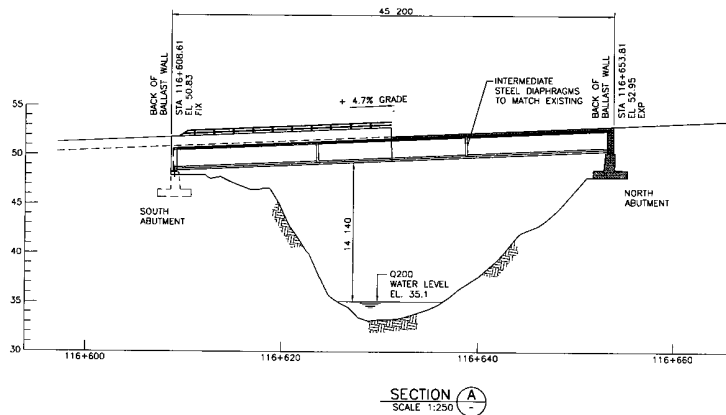 45 200
BACK OF
BALLAST WALL
STA 116+608.61
EL 50.83
FIX
+ 4.7% GRADE
INTERMEDIATE
STEEL DIAPHRAGMS
TO MATCH EXISTING
BACK OF
BALLAST WALL
STA 116+653.81
EL 52.95
EXP
55
50
45
40
35
30
SOUTH
ABUTMENT
NORTH
ABUTMENT
14 140
Q200
WATER LEVEL
EL. 35.1
116+600
116+620
116+640
116+660
SECTION A
SCALE 1:250 -